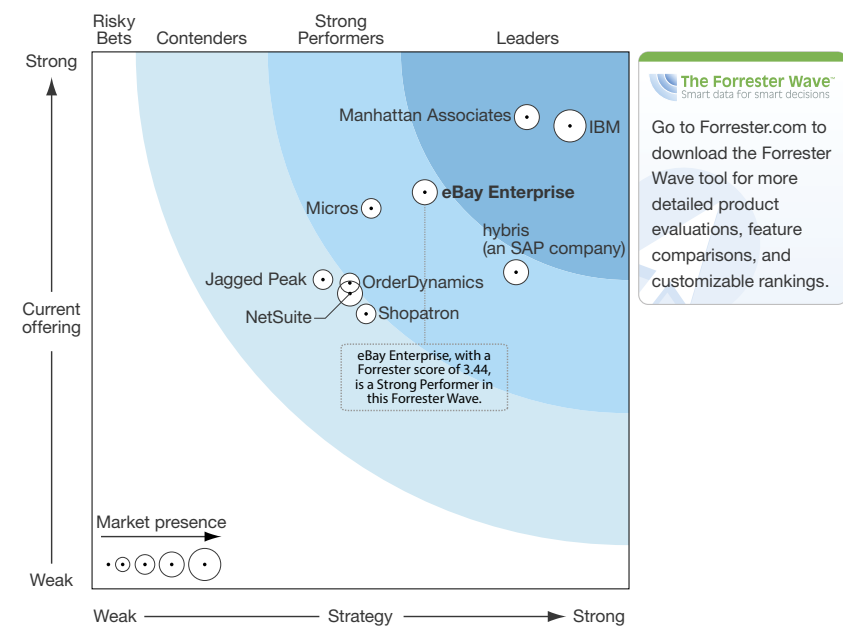 Risky
Bets
Contenders
Strong
Performers
Leaders
Strong
The Forrester Wave™
Smart data for smart decisions
Go to Forrester.com to
download the Forrester
Wave tool for more
detailed product
evaluations, feature
comparisons, and
customizable rankings.
Manhattan Associates
IBM
eBay Enterprise
Micros
hybris
(an SAP company)
Jagged Peak
OrderDynamics
NetSuite
Shopatron
Current
offering
eBay Enterprise, with a
Forrester score of 3.44,
is a Strong Performer in
this Forrester Wave.
Market presence
Weak
Weak
Strategy
Strong